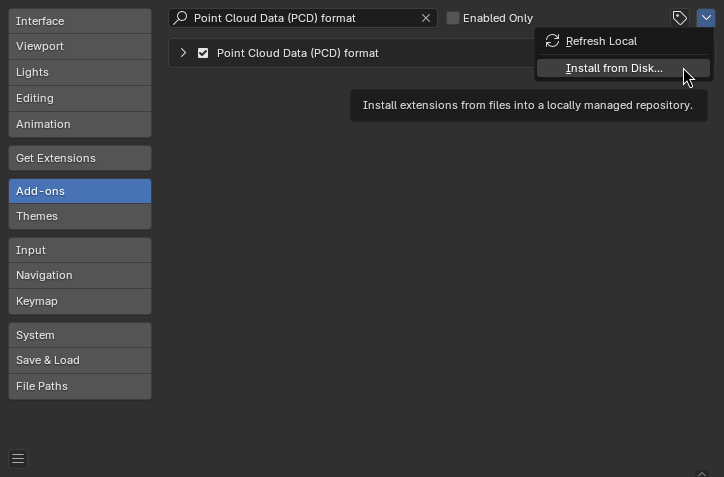 Interface
Viewport
Lights
Editing
Animation
Get Extensions
Add-ons
Themes
Input
Navigation
Keymap
System
Save & Load
File Paths
Point Cloud Data (PCD) format
Enabled Only
Point Cloud Data (PCD) format
Refresh Local
Install from Disk...
Install extensions from files into a locally managed repository.